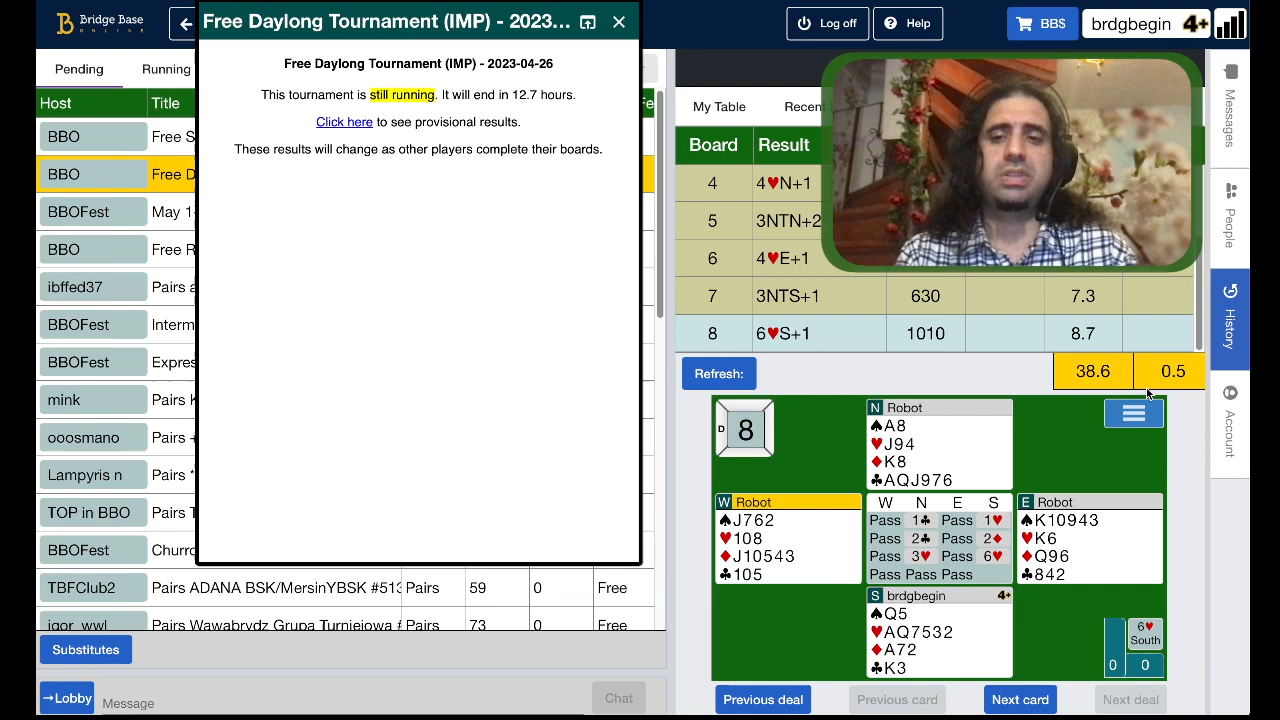 Bridge Base
ONLINE
Free Daylong Tournament (IMP) - 2023...
Log off
Help
BB$
brdgbegin 4+
Pending
Running
Host
Title
Fe
BBO
Free S
BBO
Free D
BBOFest
May 1
BBO
Free R
ibffed37
Pairs a
BBOFest
Interm
BBOFest
Expres
mink
Pairs K
ooosmano
Pairs +
Lampyris n
Pairs *
TOP in BBO
Pairs T
BBOFest
Churro
TBFClub2
Pairs ADANA BSK/MersinYBSK #513
Pairs
59
0
Free
igor_wwl
Pairs Wawabrydz Grupa Turniejowa #
Pairs
73
0
Free
Substitutes
→Lobby
Message
Chat
Free Daylong Tournament (IMP) - 2023-04-26
This tournament is still running. It will end in 12.7 hours.
Click here to see provisional results.
These results will change as other players complete their boards.
My Table
Recen
Board
Result
4
4♥N+1
5
3NTN+2
6
4♥E+1
7
3NTS+1
630
7.3
8
6♥S+1
1010
8.7
Refresh:
38.6
0.5
D 8
N Robot
♠A8
♥J94
♦K8
♣AQJ976
W Robot
♠J762
♥108
♦J10543
♣105
W N E S
Pass 1♣ Pass 1♥
Pass 2♣ Pass 2♦
Pass 3♥ Pass 6♥
Pass Pass Pass
E Robot
♠K10943
♥K6
♦Q96
♣842
S brdgbegin 4+
♠Q5
♥AQ7532
♦A72
♣K3
6♥
South
0
0
Previous deal
Previous card
Next card
Next deal
Messages
People
History
Account